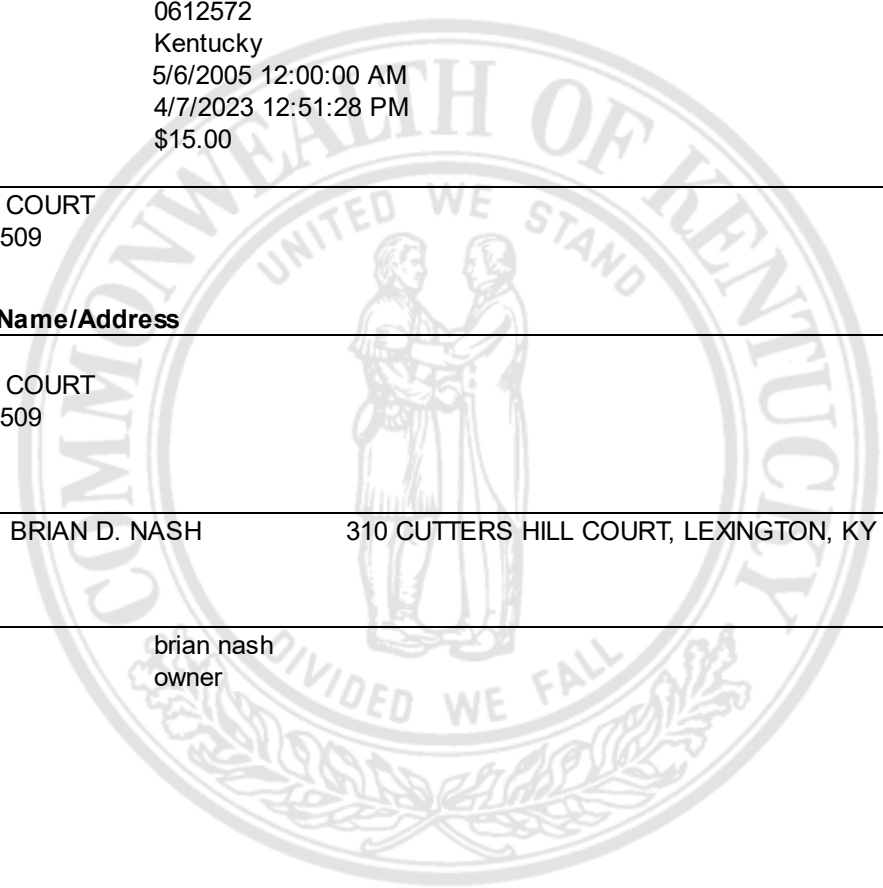 0612572
Kentucky
5/6/2005 12:00:00 AM
4/7/2023 12:51:28 PM
$15.00
COURT
509
Name/Address
COURT
509
BRIAN D. NASH 310 CUTTERS HILL COURT, LEXINGTON, KY
brian nash
owner
COMMONWEALTH OF KENTUCKY
UNITED WE STAND
DIVIDED WE FALL